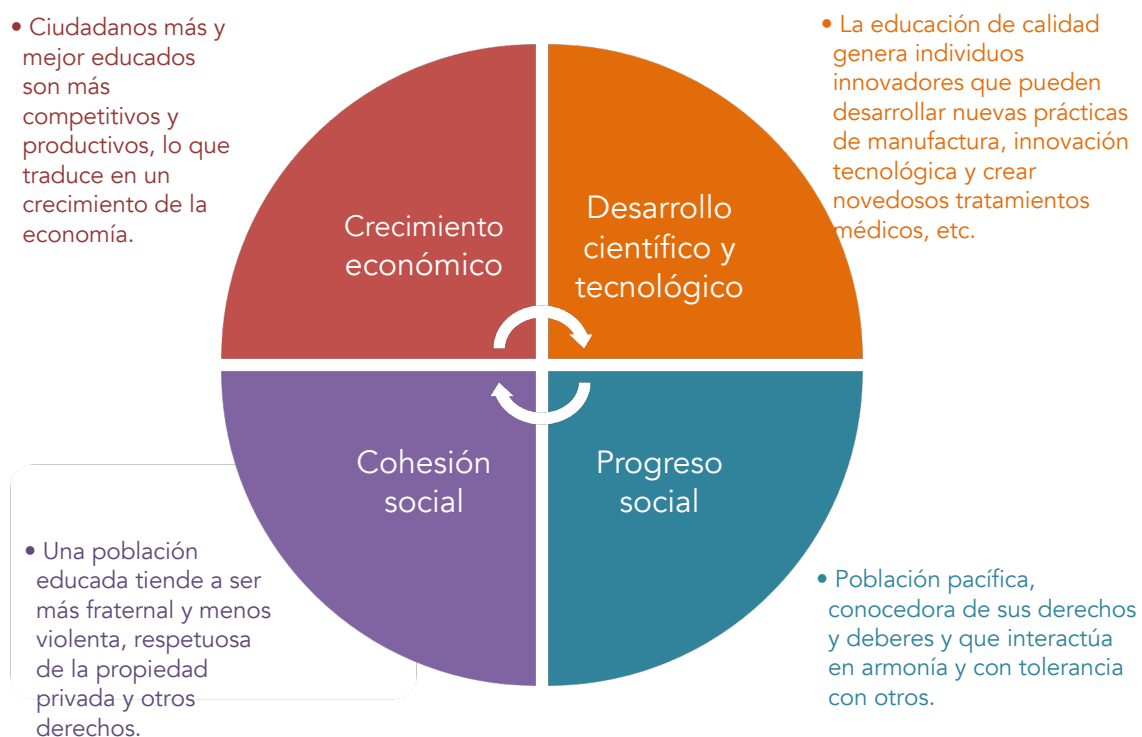 • Ciudadanos más y
mejor educados
son más
competitivos y
productivos, lo que
traduce en un
crecimiento de la
economía.
• La educación de calidad
genera individuos
innovadores que pueden
desarrollar nuevas prácticas
de manufactura, innovación
tecnológica y crear
novedosos tratamientos
médicos, etc.
Crecimiento
económico
Desarrollo
científico y
tecnológico
Cohesión
social
Progreso
social
• Una población
educada tiende a ser
más fraternal y menos
violenta, respetuosa
de la propiedad
privada y otros
derechos.
• Población pacífica,
conocedora de sus derechos
y deberes y que interactúa
en armonía y con tolerancia
con otros.